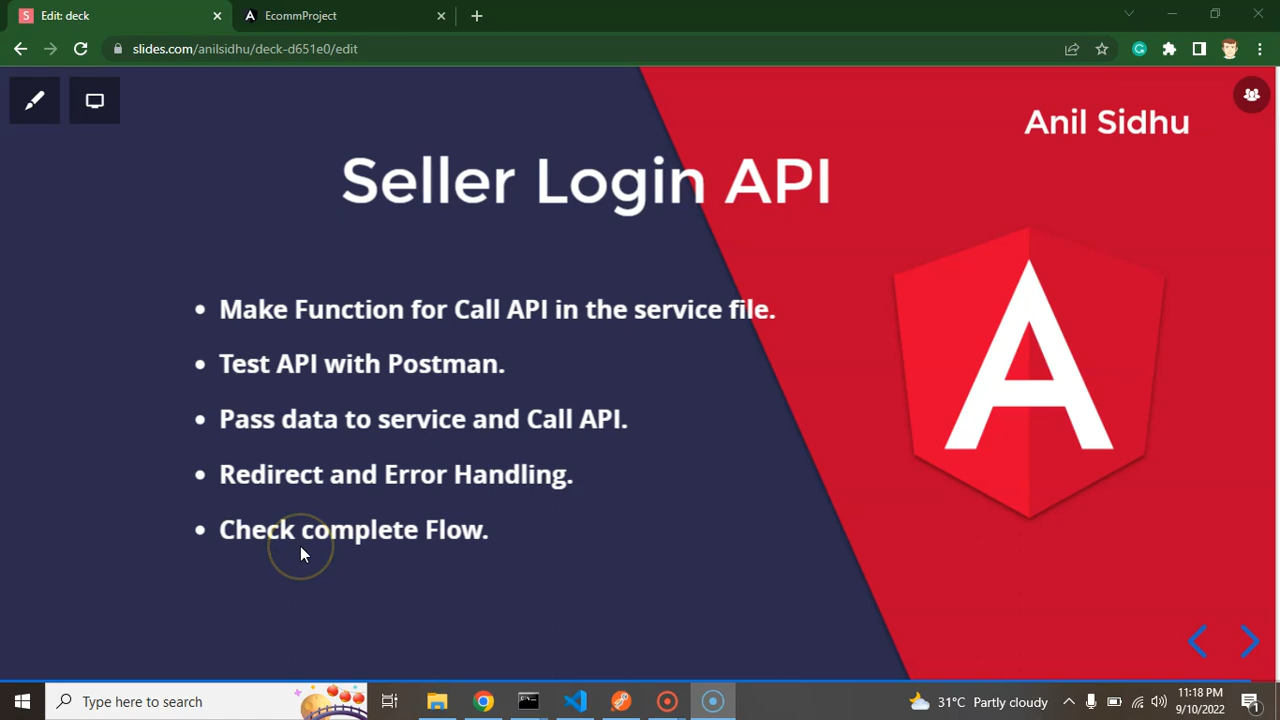 Edit: deck
EcommProject
slides.com/anilsidhu/deck-d651e0/edit
Anil Sidhu
Seller Login API
• Make Function for Call API in the service file.
• Test API with Postman.
• Pass data to service and Call API.
• Redirect and Error Handling.
• Check complete Flow.
Type here to search
31°C Partly cloudy
11:18 PM
9/10/2022
1